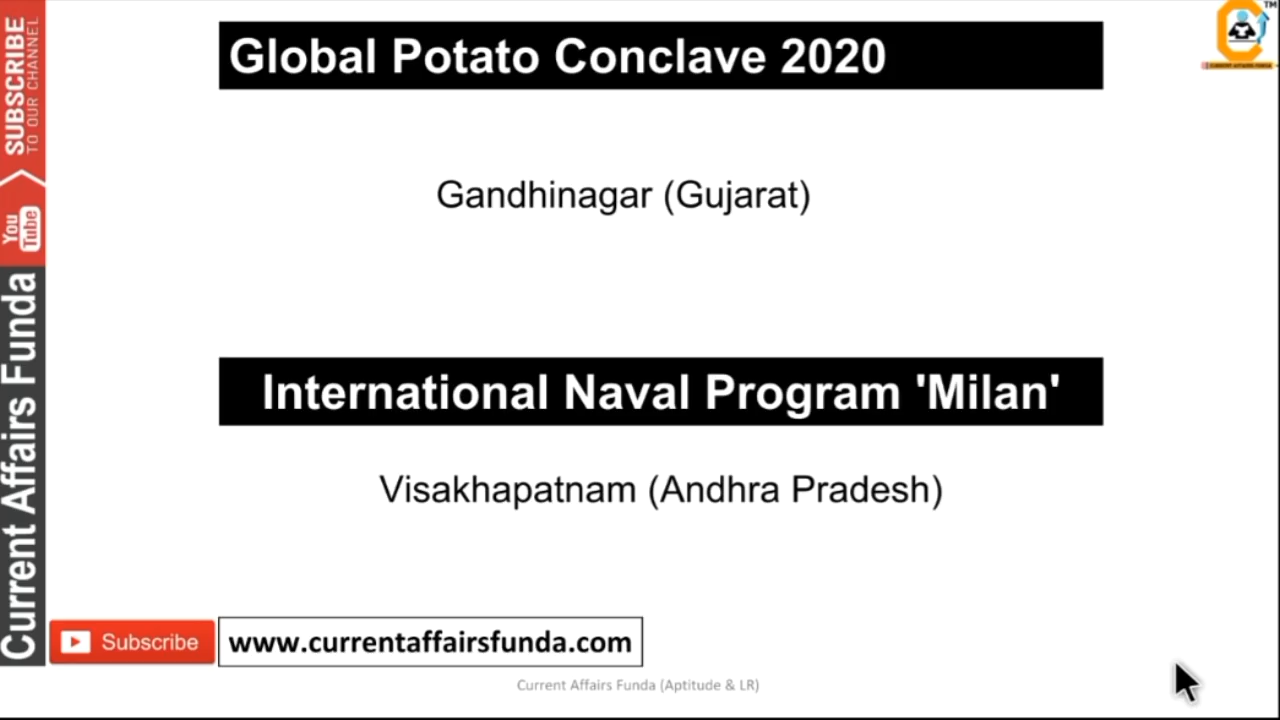 SUBSCRIBE
TO OUR CHANNEL
You
Tube
Current Affairs Funda
TM
Global Potato Conclave 2020
Gandhinagar (Gujarat)
International Naval Program 'Milan'
Visakhapatnam (Andhra Pradesh)
Subscribe
www.currentaffairsfunda.com
Current Affairs Funda (Aptitude & LR)